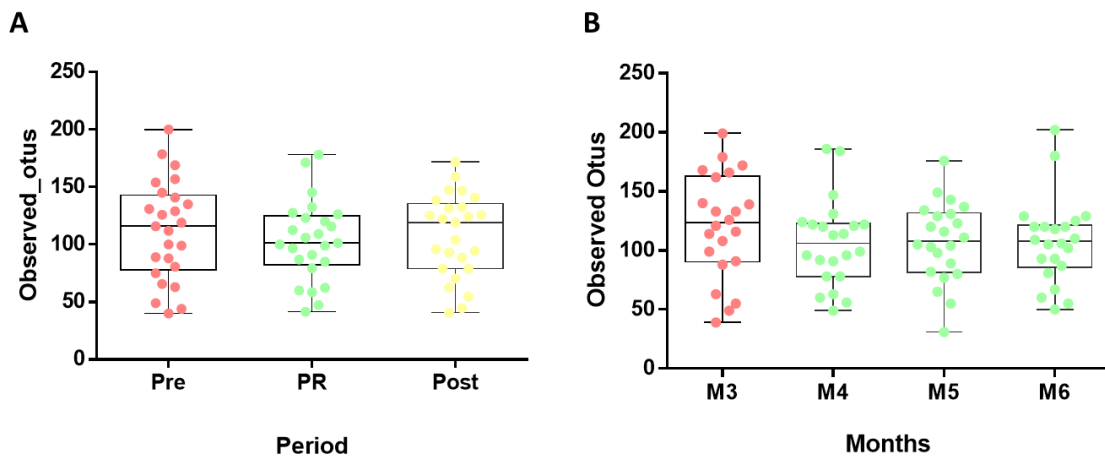 A
Observed_otus
250
200
150
100
50
0
Pre
PR
Post
Period
B
Observed Otus
250
200
150
100
50
0
M3
M4
M5
M6
Months